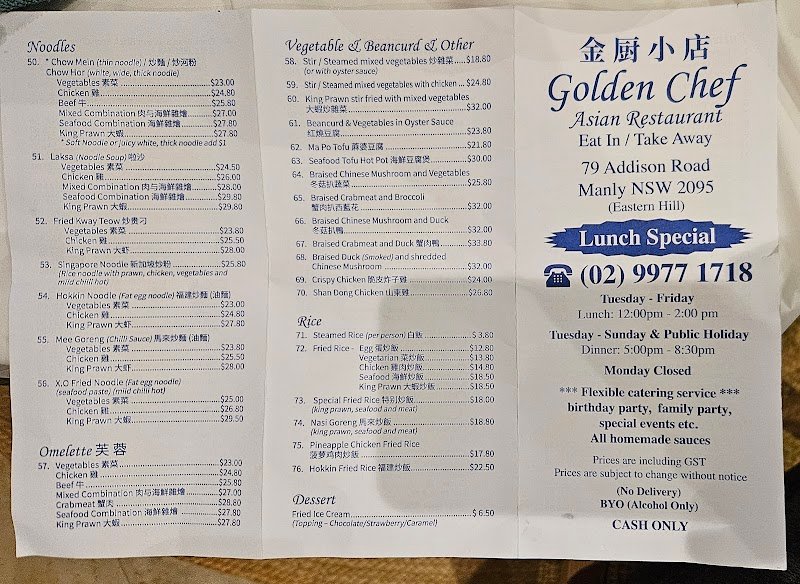 Noodles
50. * Chow Mein (thin noodle) / 炒麵 / 炒河粉
Chow Hor (white, wide, thick noodle)
Vegetables 素菜 $23.00
Chicken 雞 $24.80
Beef 牛 $25.80
Mixed Combination 肉与海鮮雜燴 $27.00
Seafood Combination 海鮮雜燴 $27.80
King Prawn 大蝦 $27.80
* Soft Noodle or juicy white, thick noodle add $1
51. Laksa (Noodle Soup) 啦沙
Vegetables 素菜 $24.50
Chicken 雞 $26.00
Mixed Combination 肉与海鮮雜燴 $28.00
Seafood Combination 海鮮雜燴 $29.80
King Prawn 大蝦 $29.80
52. Fried Kway Teow 炒贵刁
Vegetables 素菜 $23.80
Chicken 雞 $25.50
King Prawn 大虾 $28.00
53. Singapore Noodle 新加坡炒粉 $25.80
(Rice noodle with prawn, chicken, vegetables and
mild chilli hot)
54. Hokkin Noodle (Fat egg noodle) 福建炒麵 (油麵)
Vegetables 素菜 $23.00
Chicken 雞 $24.80
King Prawn 大虾 $27.80
55. Mee Goreng (Chilli Sauce) 馬來炒麵 (油麵)
Vegetables 素菜 $23.80
Chicken 雞 $25.50
King Prawn 大虾 $28.00
56. X.O Fried Noodle (Fat egg noodle)
(seafood paste) (mild chilli hot)
Vegetables 素菜 $25.00
Chicken 雞 $26.80
King Prawn 大蝦 $29.50
Omelette 芙蓉
57. Vegetables 素菜 $23.00
Chicken 雞 $24.80
Beef 牛 $25.80
Mixed Combination 肉与海鮮雜燴 $27.00
Crabmeat 蟹肉 $28.80
Seafood Combination 海鮮雜燴 $27.80
King Prawn 大蝦 $27.80
Vegetable & Beancurd & Other
58. Stir / Steamed mixed vegetables 炒雜菜 $18.80
(or with oyster sauce)
59. Stir / Steamed mixed vegetables with chicken $24.80
60. King Prawn stir fried with mixed vegetables
大蝦炒雜菜 $32.00
61. Beancurd & Vegetables in Oyster Sauce
紅燒豆腐 $23.80
62. Ma Po Tofu 蔴婆豆腐 $21.80
63. Seafood Tofu Hot Pot 海鮮豆腐煲 $30.00
64. Braised Chinese Mushroom and Vegetables
冬菇扒蔬菜 $25.80
65. Braised Crabmeat and Broccoli
蟹肉扒西藍花 $32.00
66. Braised Chinese Mushroom and Duck
冬菇扒鴨 $32.00
67. Braised Crabmeat and Duck 蟹肉鴨 $33.80
68. Braised Duck (Smoked) and shredded
Chinese Mushroom $32.00
69. Crispy Chicken 脆皮炸子雞 $24.00
70. Shan Dong Chicken 山東雞 $26.80
Rice
71. Steamed Rice (per person) 白飯 $ 3.80
72. Fried Rice - Egg 蛋炒飯 $12.80
Vegetarian 菜炒飯 $13.80
Chicken 雞肉炒飯 $14.80
Seafood 海鮮炒飯 $18.50
King Prawn 大蝦炒飯 $18.50
73. Special Fried Rice 特别炒飯 $18.00
(king prawn, seafood and meat)
74. Nasi Goreng 馬來炒飯 $18.80
(king prawn, seafood and meat)
75. Pineapple Chicken Fried Rice
菠萝鸡肉炒飯 $17.80
76. Hokkin Fried Rice 福建炒飯 $22.50
Dessert
Fried Ice Cream $ 6.50
(Topping – Chocolate/Strawberry/Caramel)
金厨小店
Golden Chef
Asian Restaurant
Eat In / Take Away
79 Addison Road
Manly NSW 2095
(Eastern Hill)
Lunch Special
☎ (02) 9977 1718
Tuesday - Friday
Lunch: 12:00pm - 2:00 pm
Tuesday - Sunday & Public Holiday
Dinner: 5:00pm - 8:30pm
Monday Closed
*** Flexible catering service ***
birthday party, family party,
special events etc.
All homemade sauces
Prices are including GST
Prices are subject to change without notice
(No Delivery)
BYO (Alcohol Only)
CASH ONLY